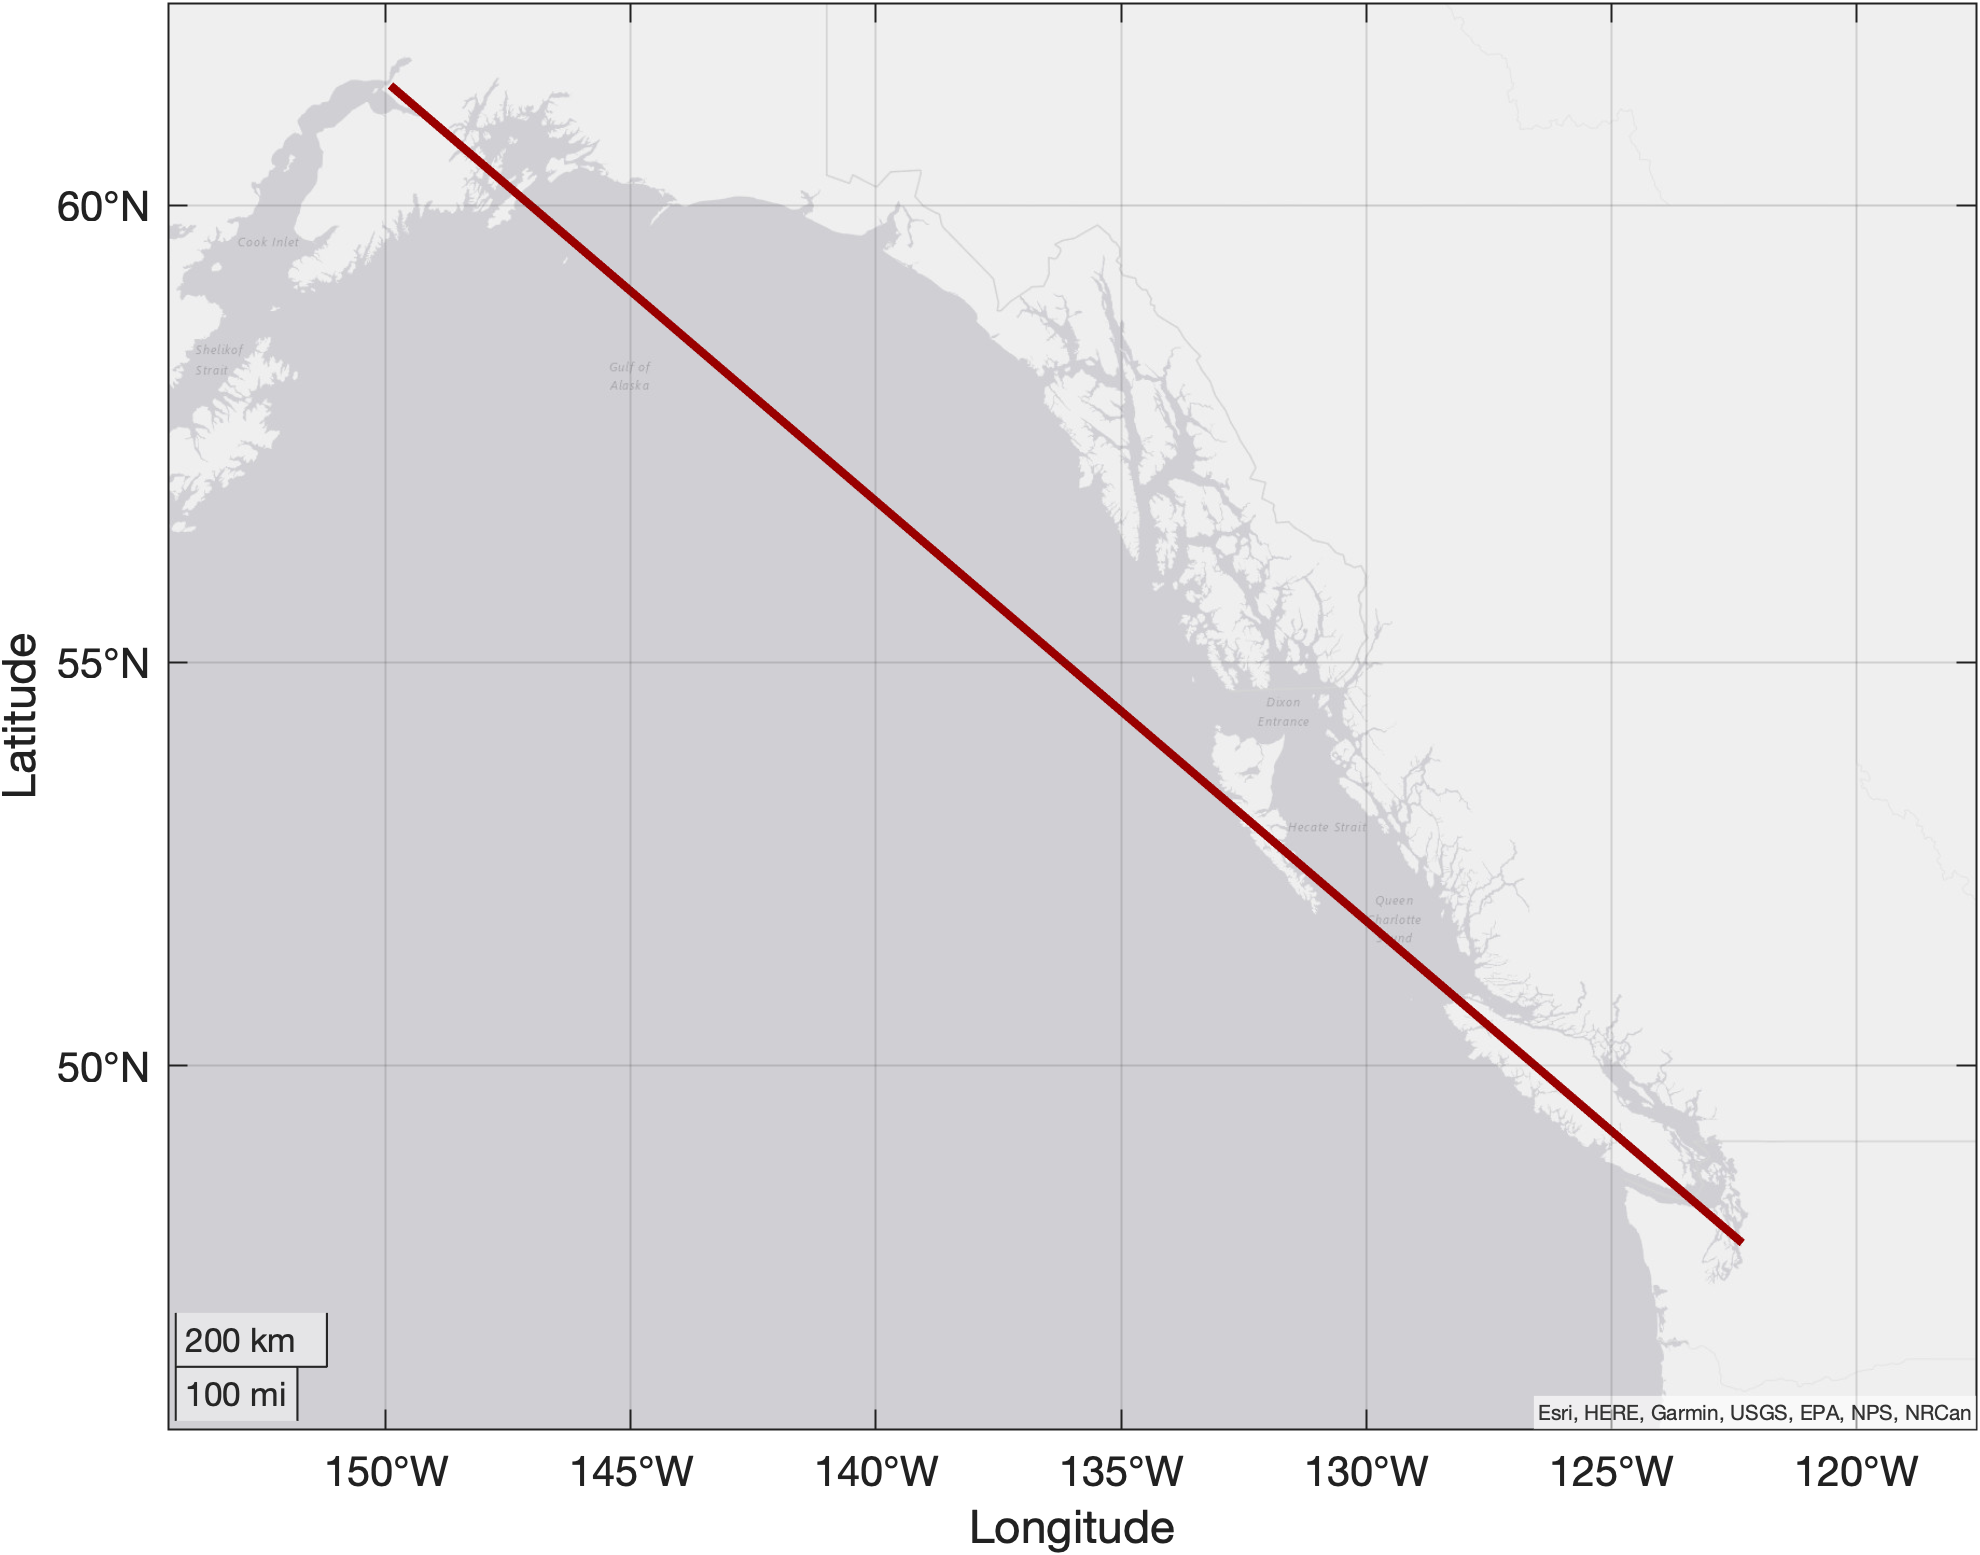 60°N
Cook Inlet
Shelikof
Strait
Gulf of
Alaska
55°N
Dixon
Entrance
Hecate Strait
Queen
Charlotte
50°N
Latitude
200 km
100 mi
Esri, HERE, Garmin, USGS, EPA, NPS, NRCan
150°W 145°W 140°W 135°W 130°W 125°W 120°W
Longitude